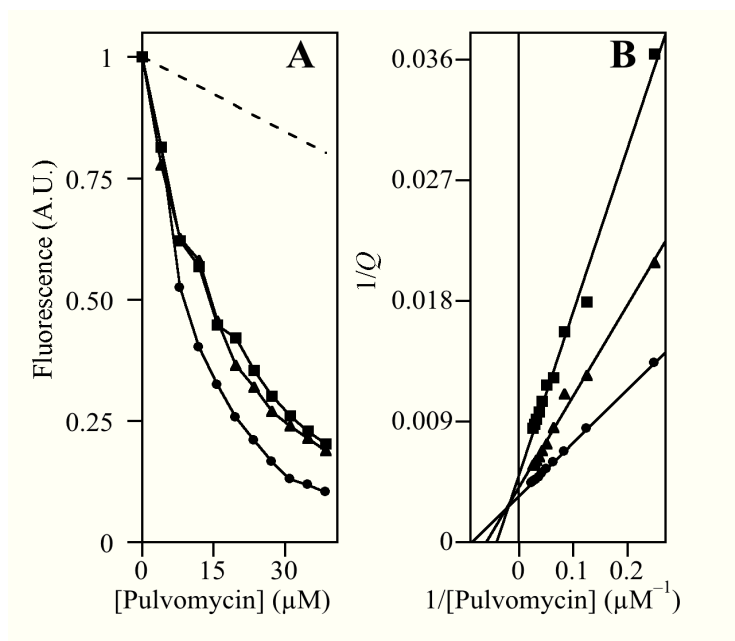 A
1
0.75
0.50
0.25
0
0
15
30
Fluorescence (A.U.)
[Pulvomycin] (µM)
B
0.036
0.027
0.018
0.009
0
0
0.1
0.2
1/Q
1/[Pulvomycin] (µM⁻¹)